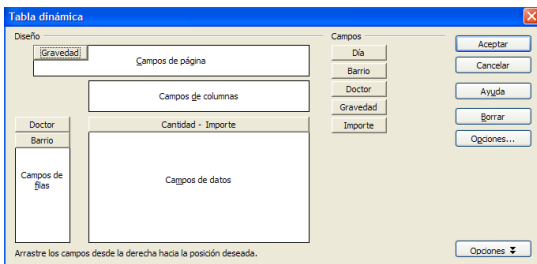 Tabla dinámica
Diseño
Gravedad
Campos de página
Campos de columnas
Doctor
Barrio
Cantidad - Importe
Campos de
filas
Campos de datos
Arrastre los campos desde la derecha hacia la posición deseada.
Campos
Día
Barrio
Doctor
Gravedad
Importe
Aceptar
Cancelar
Ayuda
Borrar
Opciones...
Opciones